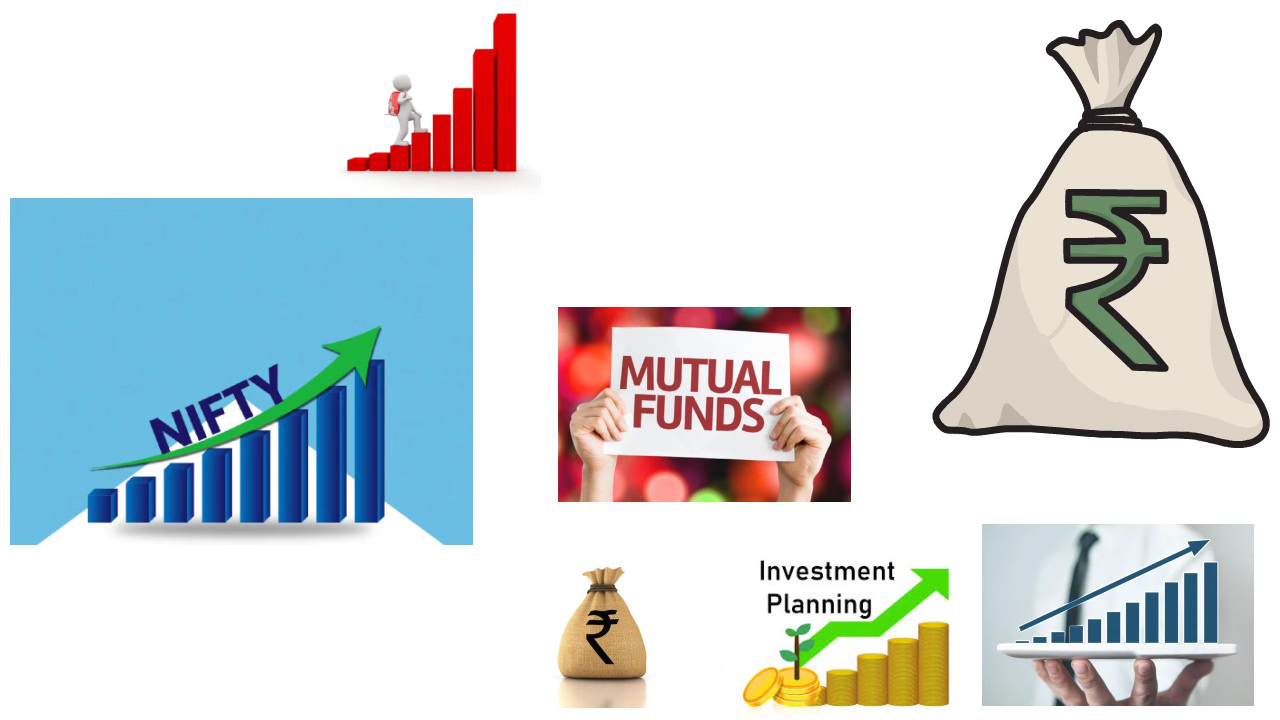 NIFTY
MUTUAL
FUNDS
₹
₹
Investment
Planning